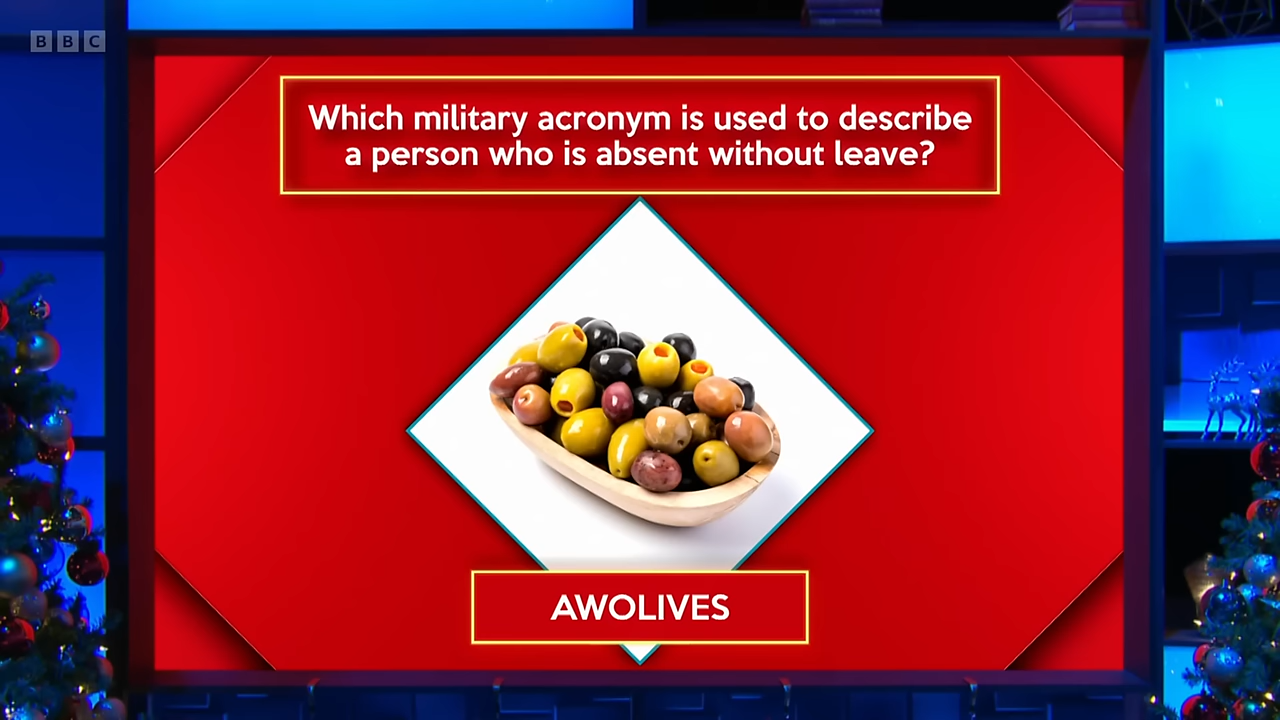 BBC
Which military acronym is used to describe
a person who is absent without leave?
AWOLIVES